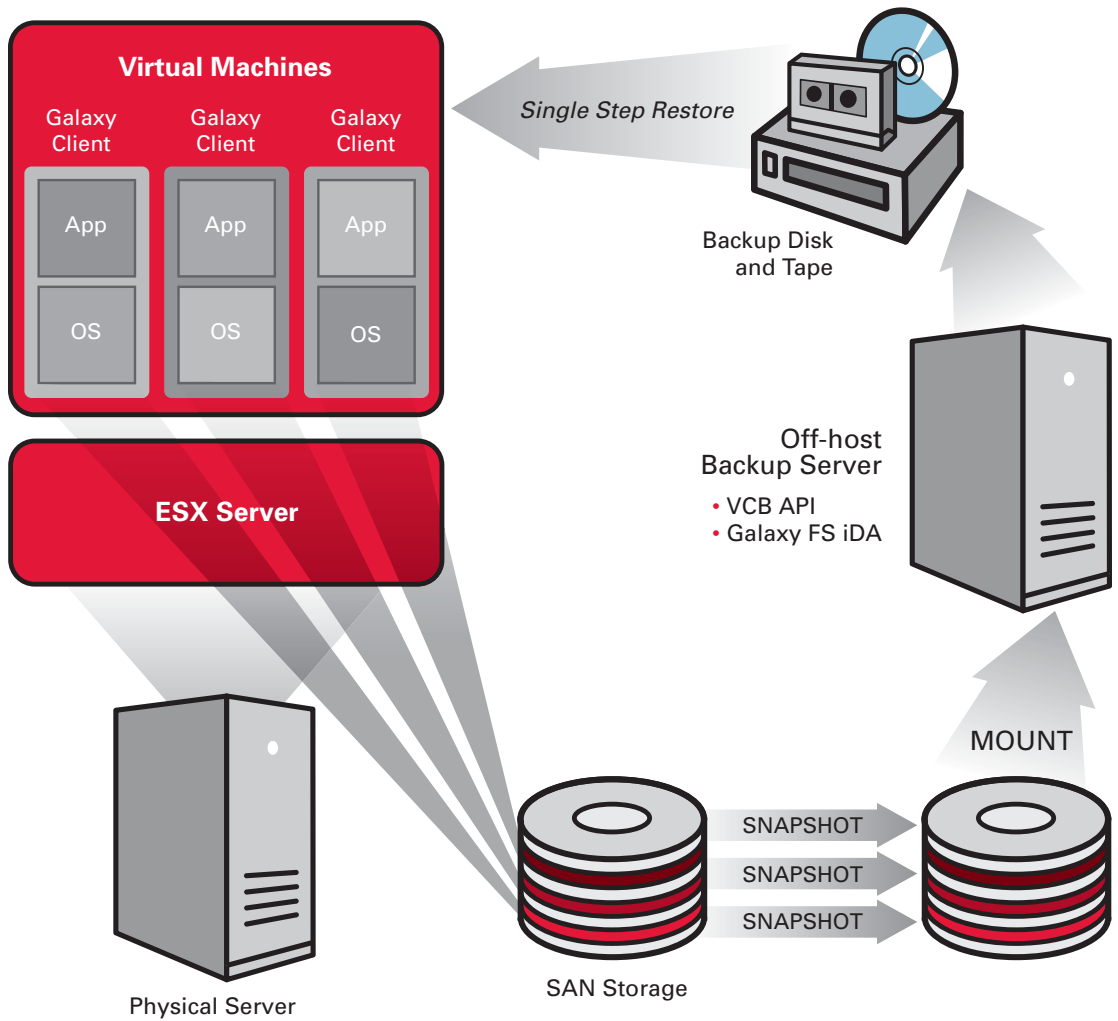 Virtual Machines
Galaxy
Client
Galaxy
Client
Galaxy
Client
App
App
App
OS
OS
OS
ESX Server
Physical Server
SAN Storage
SNAPSHOT
SNAPSHOT
SNAPSHOT
MOUNT
Off-host
Backup Server
• VCB API
• Galaxy FS iDA
Backup Disk
and Tape
Single Step Restore